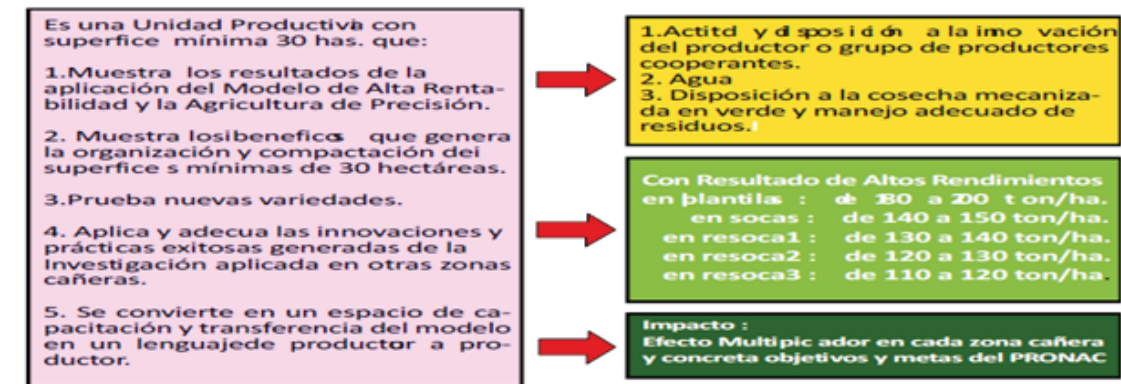 Es una Unidad Productiva con
superfice mínima 30 has. que:
1.Muestra los resultados de la
aplicación del Modelo de Alta Renta-
bilidad y la Agricultura de Precisión.
2. Muestra losibeneficos que genera
la organización y compactación dei
superfice s mínimas de 30 hectáreas.
3.Prueba nuevas variedades.
4. Aplica y adecua las innovaciones y
prácticas exitosas generadas de la
Investigación aplicada en otras zonas
cañeras.
5. Se convierte en un espacio de ca-
pacitación y transferencia del modelo
en un lenguajede productor a pro-
ductor.
1.Actitd y disposición a la inno vación
del productor o grupo de productores
cooperantes.
2. Agua
3. Disposición a la cosecha mecaniza-
da en verde y manejo adecuado de
residuos.
Con Resultado de Altos Rendimientos
en plantilas : de 180 a 200 t on/ha.
en socas : de 140 a 150 ton/ha.
en resoca1 : de 130 a 140 ton/ha.
en resoca2 : de 120 a 130 ton/ha.
en resoca3 : de 110 a 120 ton/ha.
Impacto :
Efecto Multipic ador en cada zona cañera
y concreta objetivos y metas del PRONAC